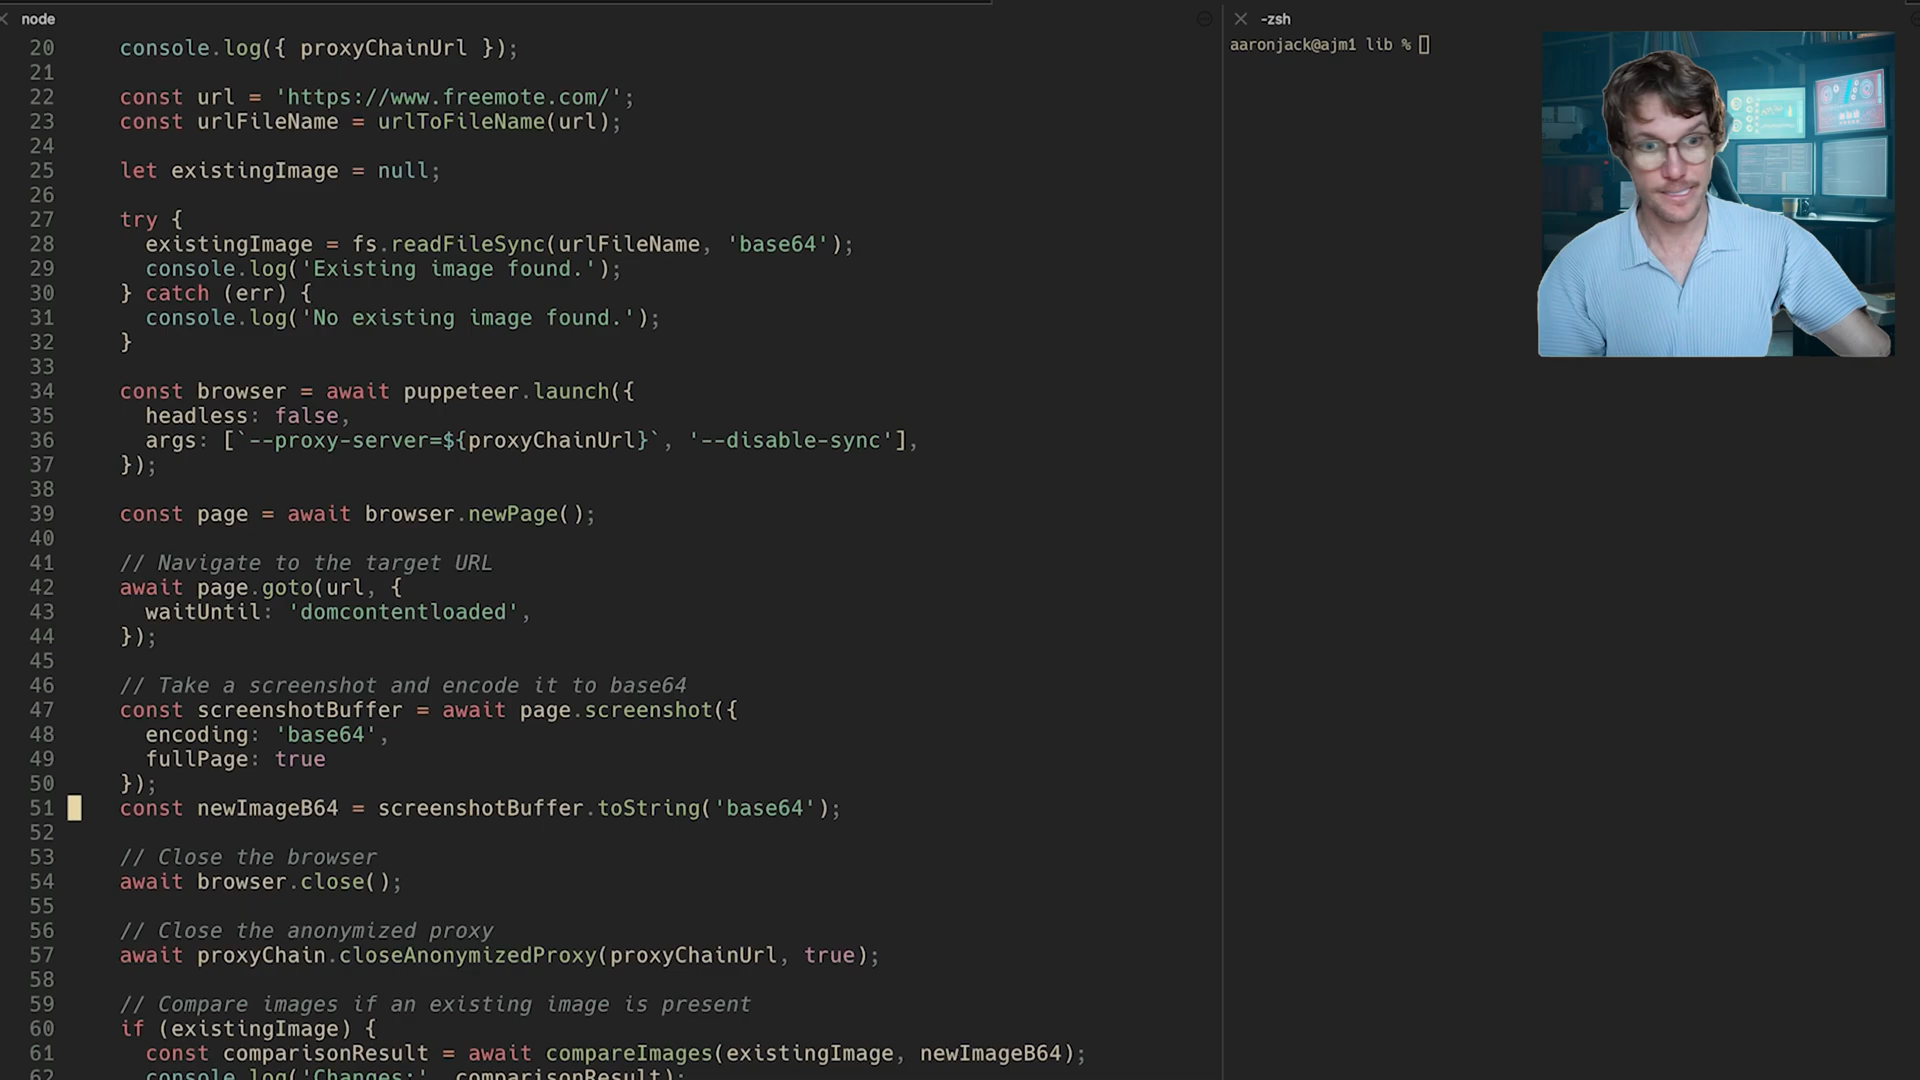 node
20 console.log({ proxyChainUrl });
21
22 const url = 'https://www.freemote.com/';
23 const urlFileName = urlToFileName(url);
24
25 let existingImage = null;
26
27 try {
28 existingImage = fs.readFileSync(urlFileName, 'base64');
29 console.log('Existing image found.');
30 } catch (err) {
31 console.log('No existing image found.');
32 }
33
34 const browser = await puppeteer.launch({
35 headless: false,
36 args: [`--proxy-server=${proxyChainUrl}`, '--disable-sync'],
37 });
38
39 const page = await browser.newPage();
40
41 // Navigate to the target URL
42 await page.goto(url, {
43 waitUntil: 'domcontentloaded',
44 });
45
46 // Take a screenshot and encode it to base64
47 const screenshotBuffer = await page.screenshot({
48 encoding: 'base64',
49 fullPage: true
50 });
51 const newImageB64 = screenshotBuffer.toString('base64');
52
53 // Close the browser
54 await browser.close();
55
56 // Close the anonymized proxy
57 await proxyChain.closeAnonymizedProxy(proxyChainUrl, true);
58
59 // Compare images if an existing image is present
60 if (existingImage) {
61 const comparisonResult = await compareImages(existingImage, newImageB64);
62 console.log('Changes:', comparisonResult);
-zsh
aaronjack@ajm1 lib %